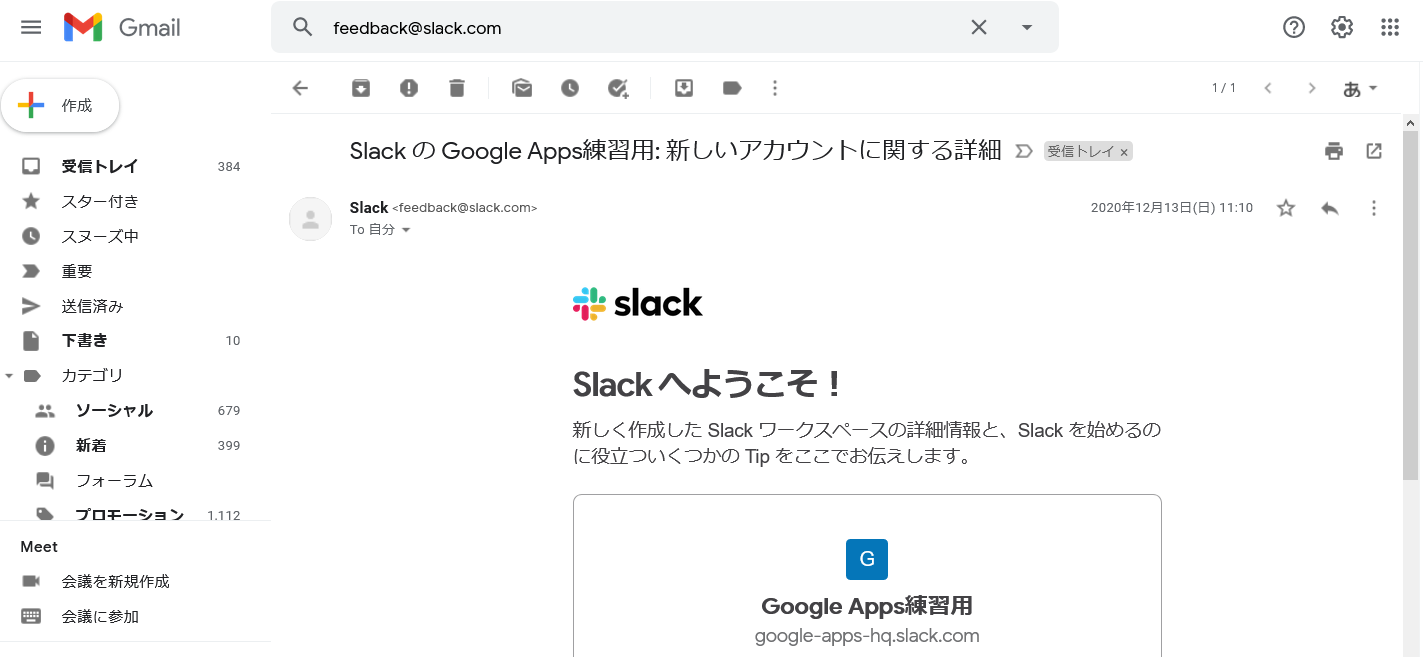 Gmail
feedback@slack.com
作成
1 / 1
あ
受信トレイ 384
スター付き
スヌーズ中
重要
送信済み
下書き 10
カテゴリ
ソーシャル 679
新着 399
フォーラム
プロモーション 1,112
Meet
会議を新規作成
会議に参加
Slack の Google Apps練習用: 新しいアカウントに関する詳細
受信トレイ ×
Slack <feedback@slack.com>
2020年12月13日(日) 11:10
To 自分
slack
Slack へようこそ！
新しく作成した Slack ワークスペースの詳細情報と、Slack を始めるの
に役立ついくつかの Tip をここでお伝えします。
G
Google Apps練習用
google-apps-hq.slack.com